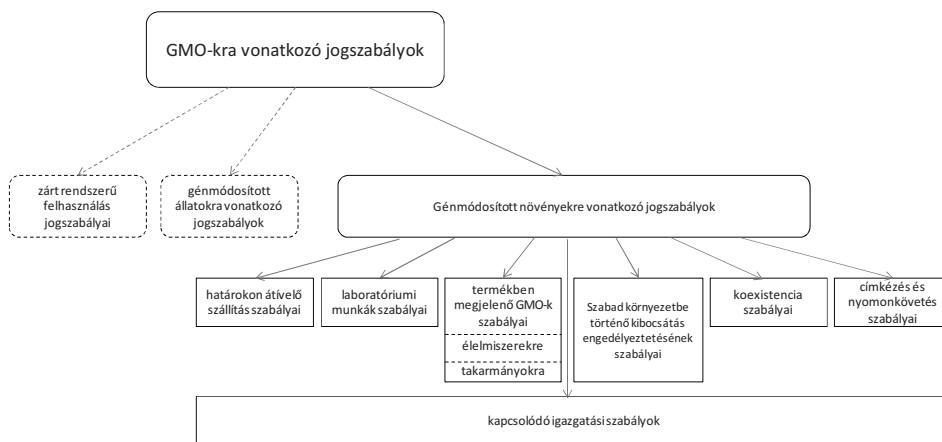 GMO-kra vonatkozó jogszabályok
zárt rendszerű
felhasználás
jogszabályai
génmódosított
állatokra vonatkozó
jogszabályok
Génmódosított növényekre vonatkozó jogszabályok
határokon átívelő
szállítás szabályai
laboratóriumi
munkák szabályai
termékben
megjelenő GMO-k
szabályai
élelmiszerekre
takarmányokra
Szabad környezetbe
történő kibocsátás
engedélyeztetésének
szabályai
koexistencia
szabályai
címkézés és
nyomonkövetés
szabályai
kapcsolódó igazgatási szabályok